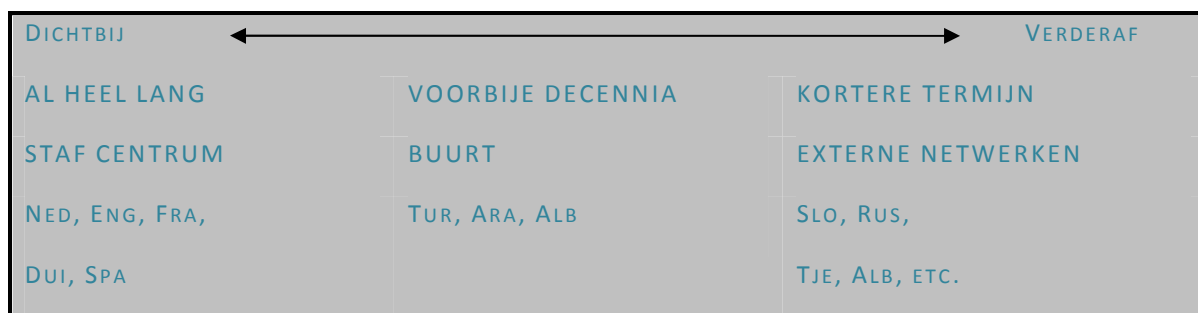 DICHTBIJ VERDERAF
AL HEEL LANG VOORBIJE DECENNIA KORTERE TERMIJN
STAF CENTRUM BUURT EXTERNE NETWERKEN
NED, ENG, FRA, TUR, ARA, ALB SLO, RUS,
DUI, SPA TJE, ALB, ETC.